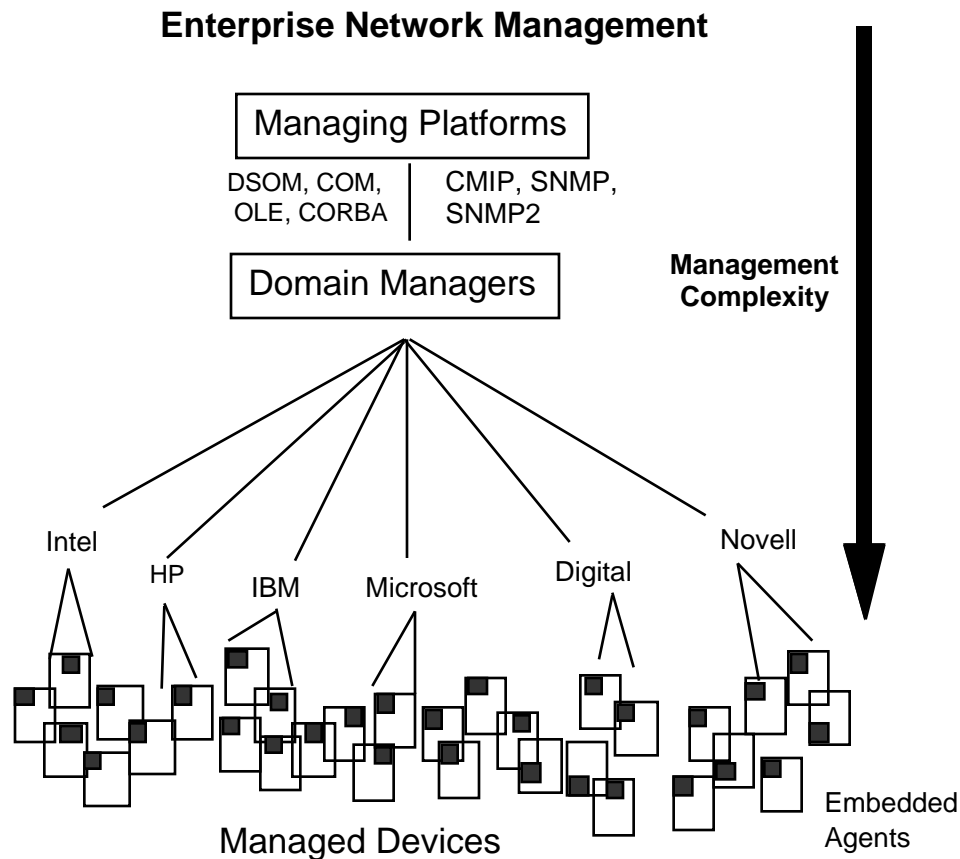 Enterprise Network Management
Managing Platforms
DSOM, COM,
OLE, CORBA
CMIP, SNMP,
SNMP2
Domain Managers
Management
Complexity
Intel
HP
IBM
Microsoft
Digital
Novell
Managed Devices
Embedded
Agents